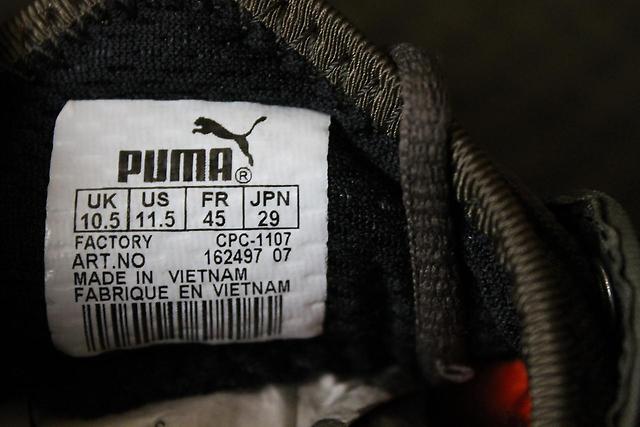 PUMA®
UK US FR JPN
10.5 11.5 45 29
FACTORY CPC-1107
ART.NO 162497 07
MADE IN VIETNAM
FABRIQUE EN VIETNAM